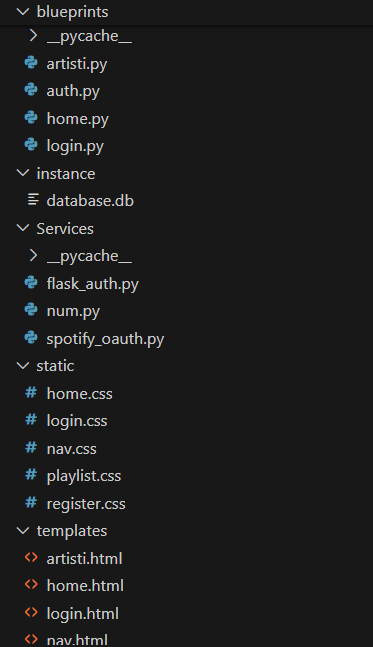 blueprints
__pycache__
artisti.py
auth.py
home.py
login.py
instance
database.db
Services
__pycache__
flask_auth.py
num.py
spotify_oauth.py
static
# home.css
# login.css
# nav.css
# playlist.css
# register.css
templates
<> artisti.html
<> home.html
<> login.html
<> nav.html